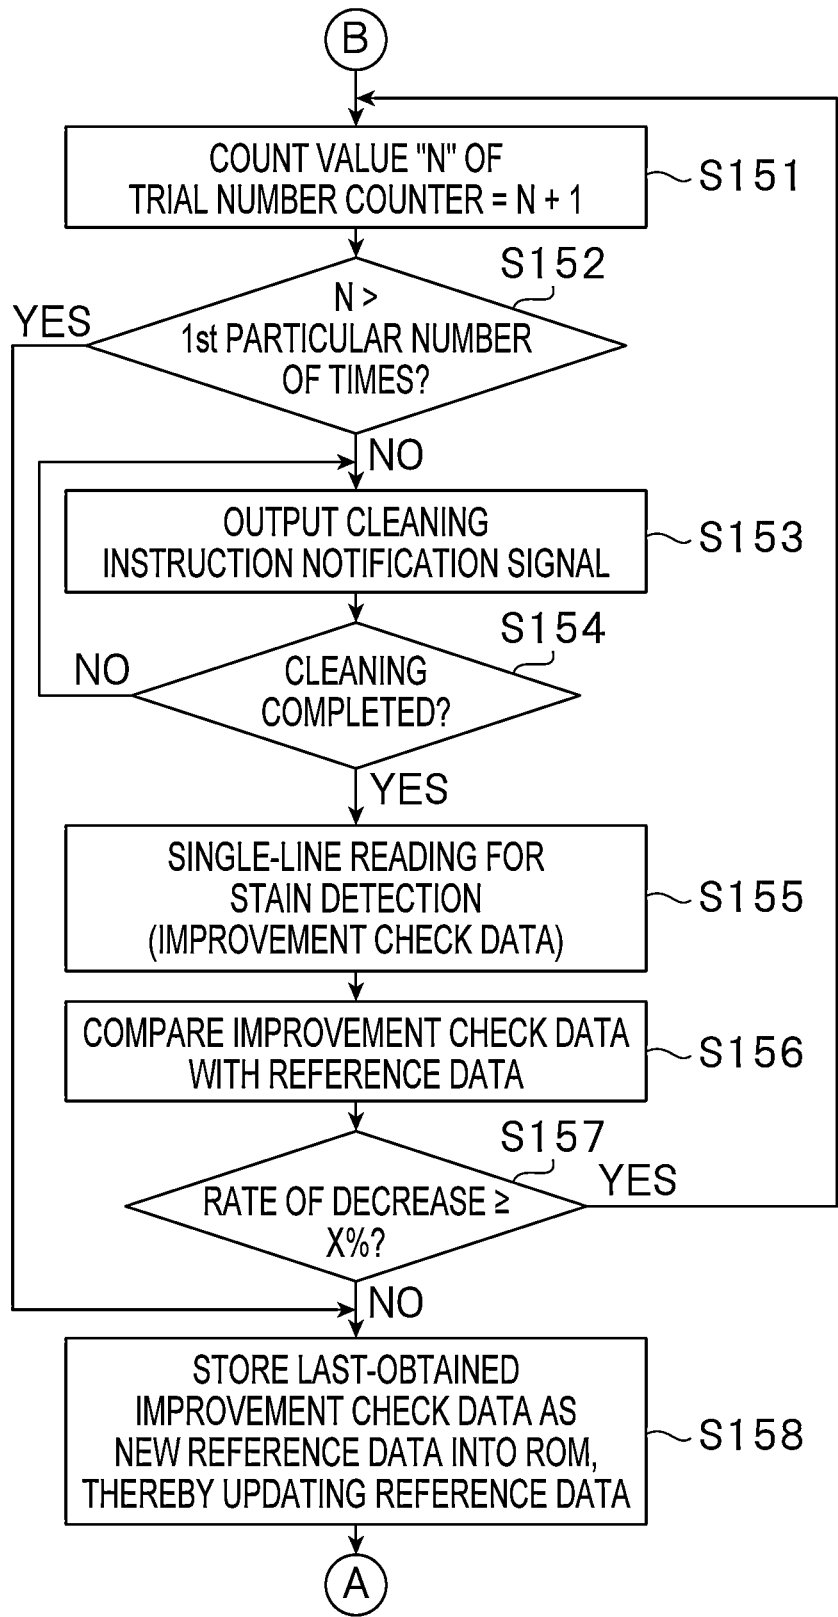 B
COUNT VALUE "N" OF
TRIAL NUMBER COUNTER = N + 1
S151
S152
N >
1st PARTICULAR NUMBER
OF TIMES?
YES
NO
OUTPUT CLEANING
INSTRUCTION NOTIFICATION SIGNAL
S153
S154
CLEANING
COMPLETED?
NO
YES
SINGLE-LINE READING FOR
STAIN DETECTION
(IMPROVEMENT CHECK DATA)
S155
COMPARE IMPROVEMENT CHECK DATA
WITH REFERENCE DATA
S156
S157
RATE OF DECREASE ≥
X%?
YES
NO
STORE LAST-OBTAINED
IMPROVEMENT CHECK DATA AS
NEW REFERENCE DATA INTO ROM,
THEREBY UPDATING REFERENCE DATA
S158
A